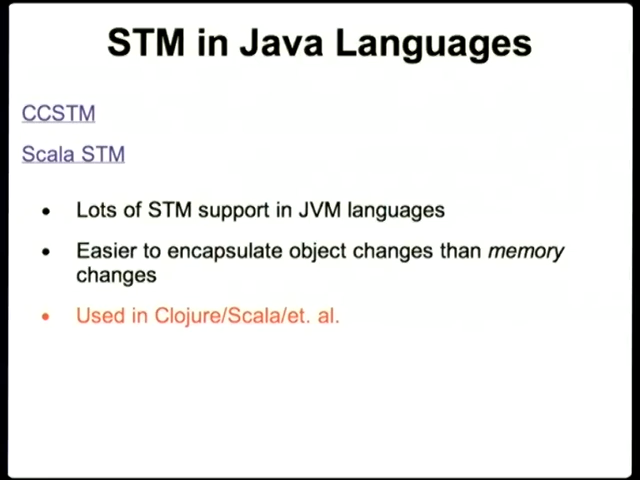 STM in Java Languages
CCSTM
Scala STM
• Lots of STM support in JVM languages
• Easier to encapsulate object changes than memory
changes
• Used in Clojure/Scala/et. al.